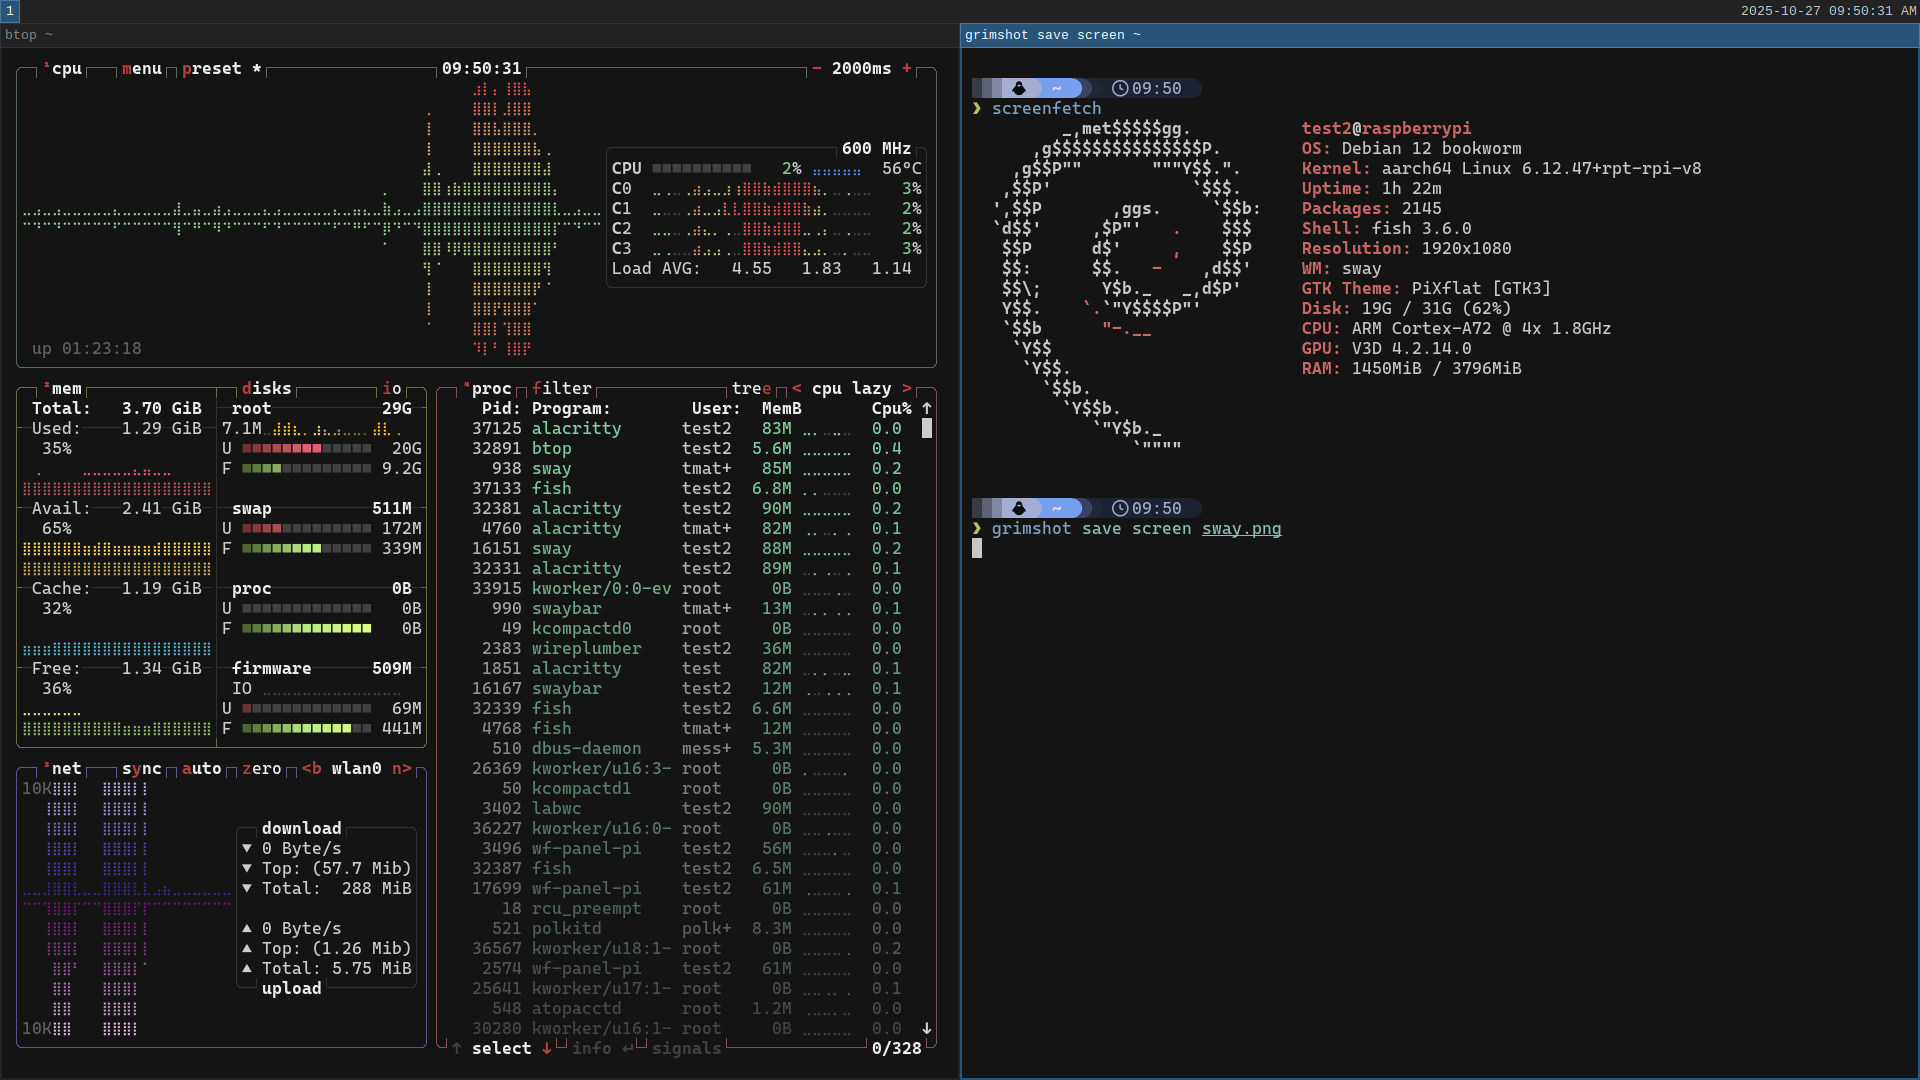 1
2025-10-27 09:50:31 AM
btop ~
¹cpu menu preset * 09:50:31 - 2000ms +
600 MHz
CPU 2% 56°C
C0 3%
C1 2%
C2 2%
C3 3%
Load AVG: 4.55 1.83 1.14
up 01:23:18
²mem disks io
Total: 3.70 GiB
Used: 1.29 GiB
35%
Avail: 2.41 GiB
65%
Cache: 1.19 GiB
32%
Free: 1.34 GiB
36%
root 29G
7.1M
U 20G
F 9.2G
swap 511M
U 172M
F 339M
proc 0B
U 0B
F 0B
firmware 509M
IO
U 69M
F 441M
³net sync auto zero <b wlan0 n>
10K
download
▼ 0 Byte/s
▼ Top: (57.7 Mib)
▼ Total: 288 MiB
▲ 0 Byte/s
▲ Top: (1.26 Mib)
▲ Total: 5.75 MiB
upload
10K
⁴proc filter tree < cpu lazy >
Pid: Program: User: MemB Cpu% ↑
37125 alacritty test2 83M 0.0
32891 btop test2 5.6M 0.4
938 sway tmat+ 85M 0.2
37133 fish test2 6.8M 0.0
32381 alacritty test2 90M 0.2
4760 alacritty tmat+ 82M 0.1
16151 sway test2 88M 0.2
32331 alacritty test2 89M 0.1
33915 kworker/0:0-ev root 0B 0.0
990 swaybar tmat+ 13M 0.1
49 kcompactd0 root 0B 0.0
2383 wireplumber test2 36M 0.0
1851 alacritty test 82M 0.1
16167 swaybar test2 12M 0.1
32339 fish test2 6.6M 0.0
4768 fish tmat+ 12M 0.0
510 dbus-daemon mess+ 5.3M 0.0
26369 kworker/u16:3- root 0B 0.0
50 kcompactd1 root 0B 0.0
3402 labwc test2 90M 0.0
36227 kworker/u16:0- root 0B 0.0
3496 wf-panel-pi test2 56M 0.0
32387 fish test2 6.5M 0.0
17699 wf-panel-pi test2 61M 0.1
18 rcu_preempt root 0B 0.0
521 polkitd polk+ 8.3M 0.0
36567 kworker/u18:1- root 0B 0.2
2574 wf-panel-pi test2 61M 0.0
25641 kworker/u17:1- root 0B 0.1
548 atopacctd root 1.2M 0.0
30280 kworker/u16:1- root 0B 0.0 ↓
↑ select ↓ info ↵ signals 0/328
grimshot save screen ~
~ 09:50
❯ screenfetch
_,met$$$$$gg.
,g$$$$$$$$$$$$$$$P.
,g$$P"" """Y$$.".
,$$P' `$$$.
',$$P ,ggs. `$$b:
`d$$' ,$P"' . $$$
$$P d$' , $$P
$$: $$. - ,d$$'
$$\; Y$b._ _,d$P'
Y$$. `.`"Y$$$$P"'
`$$b "-.__
`Y$$
`Y$$.
`$$b.
`Y$$b.
`"Y$b._
`""""
test2@raspberrypi
OS: Debian 12 bookworm
Kernel: aarch64 Linux 6.12.47+rpt-rpi-v8
Uptime: 1h 22m
Packages: 2145
Shell: fish 3.6.0
Resolution: 1920x1080
WM: sway
GTK Theme: PiXflat [GTK3]
Disk: 19G / 31G (62%)
CPU: ARM Cortex-A72 @ 4x 1.8GHz
GPU: V3D 4.2.14.0
RAM: 1450MiB / 3796MiB
~ 09:50
❯ grimshot save screen sway.png